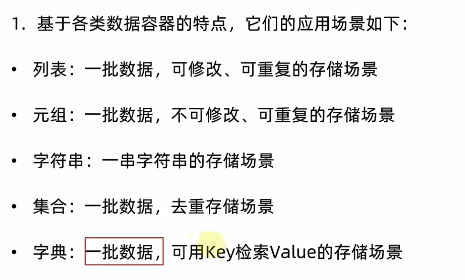 1. 基于各类数据容器的特点，它们的应用场景如下：
• 列表：一批数据，可修改、可重复的存储场景
• 元组：一批数据，不可修改、可重复的存储场景
• 字符串：一串字符串的存储场景
• 集合：一批数据，去重存储场景
• 字典：一批数据，可用Key检索Value的存储场景